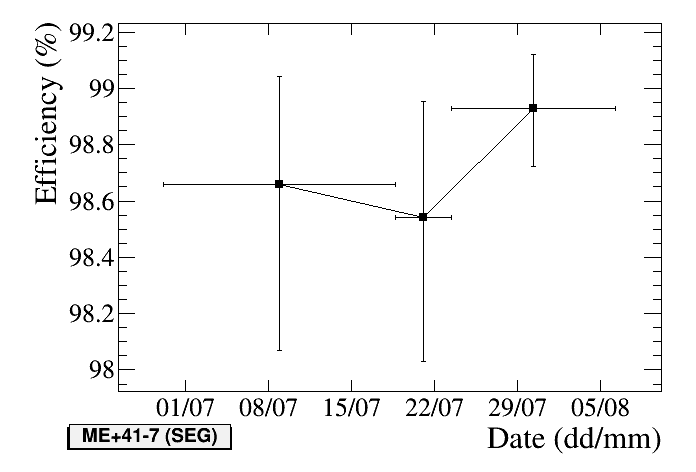 Efficiency (%)
99.2
99
98.8
98.6
98.4
98.2
98
01/07 08/07 15/07 22/07 29/07 05/08
ME+41-7 (SEG)
Date (dd/mm)